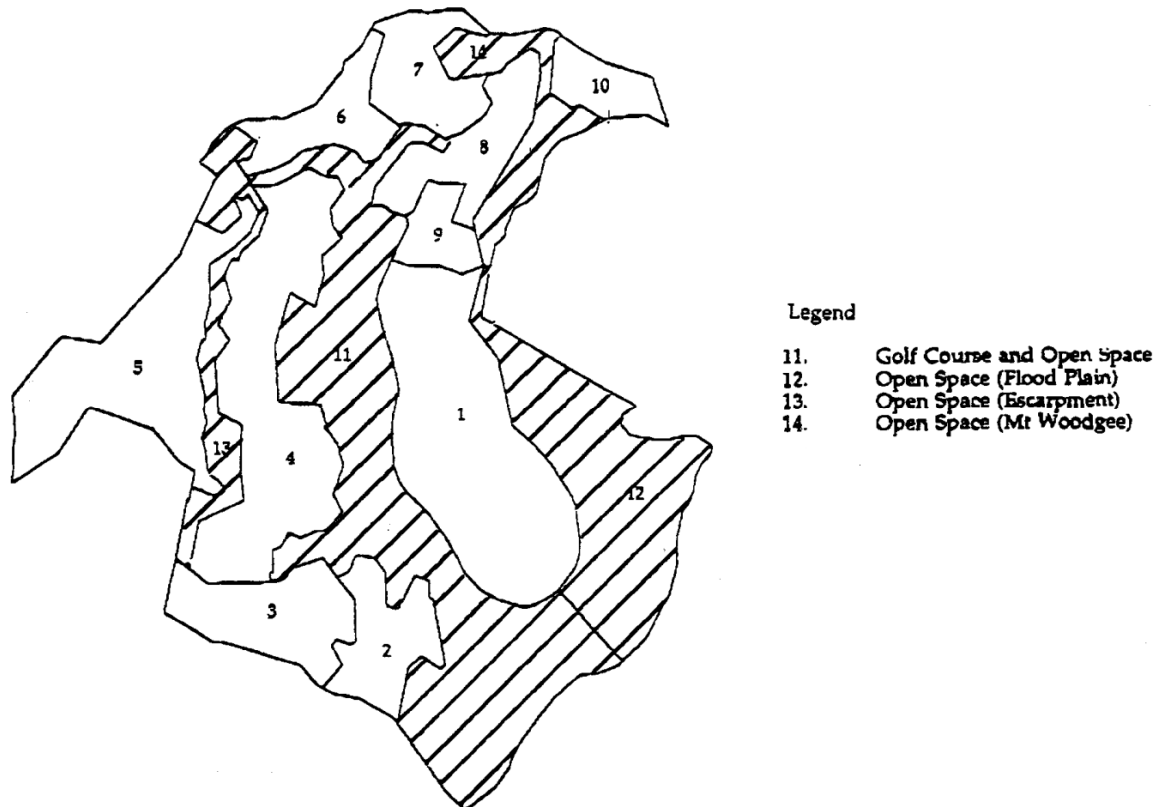 14
7
10
6
8
9
Legend
11. Golf Course and Open Space
12. Open Space (Flood Plain)
13. Open Space (Escarpment)
14. Open Space (Mt Woodgee)
11
5
1
13
4
12
3
2